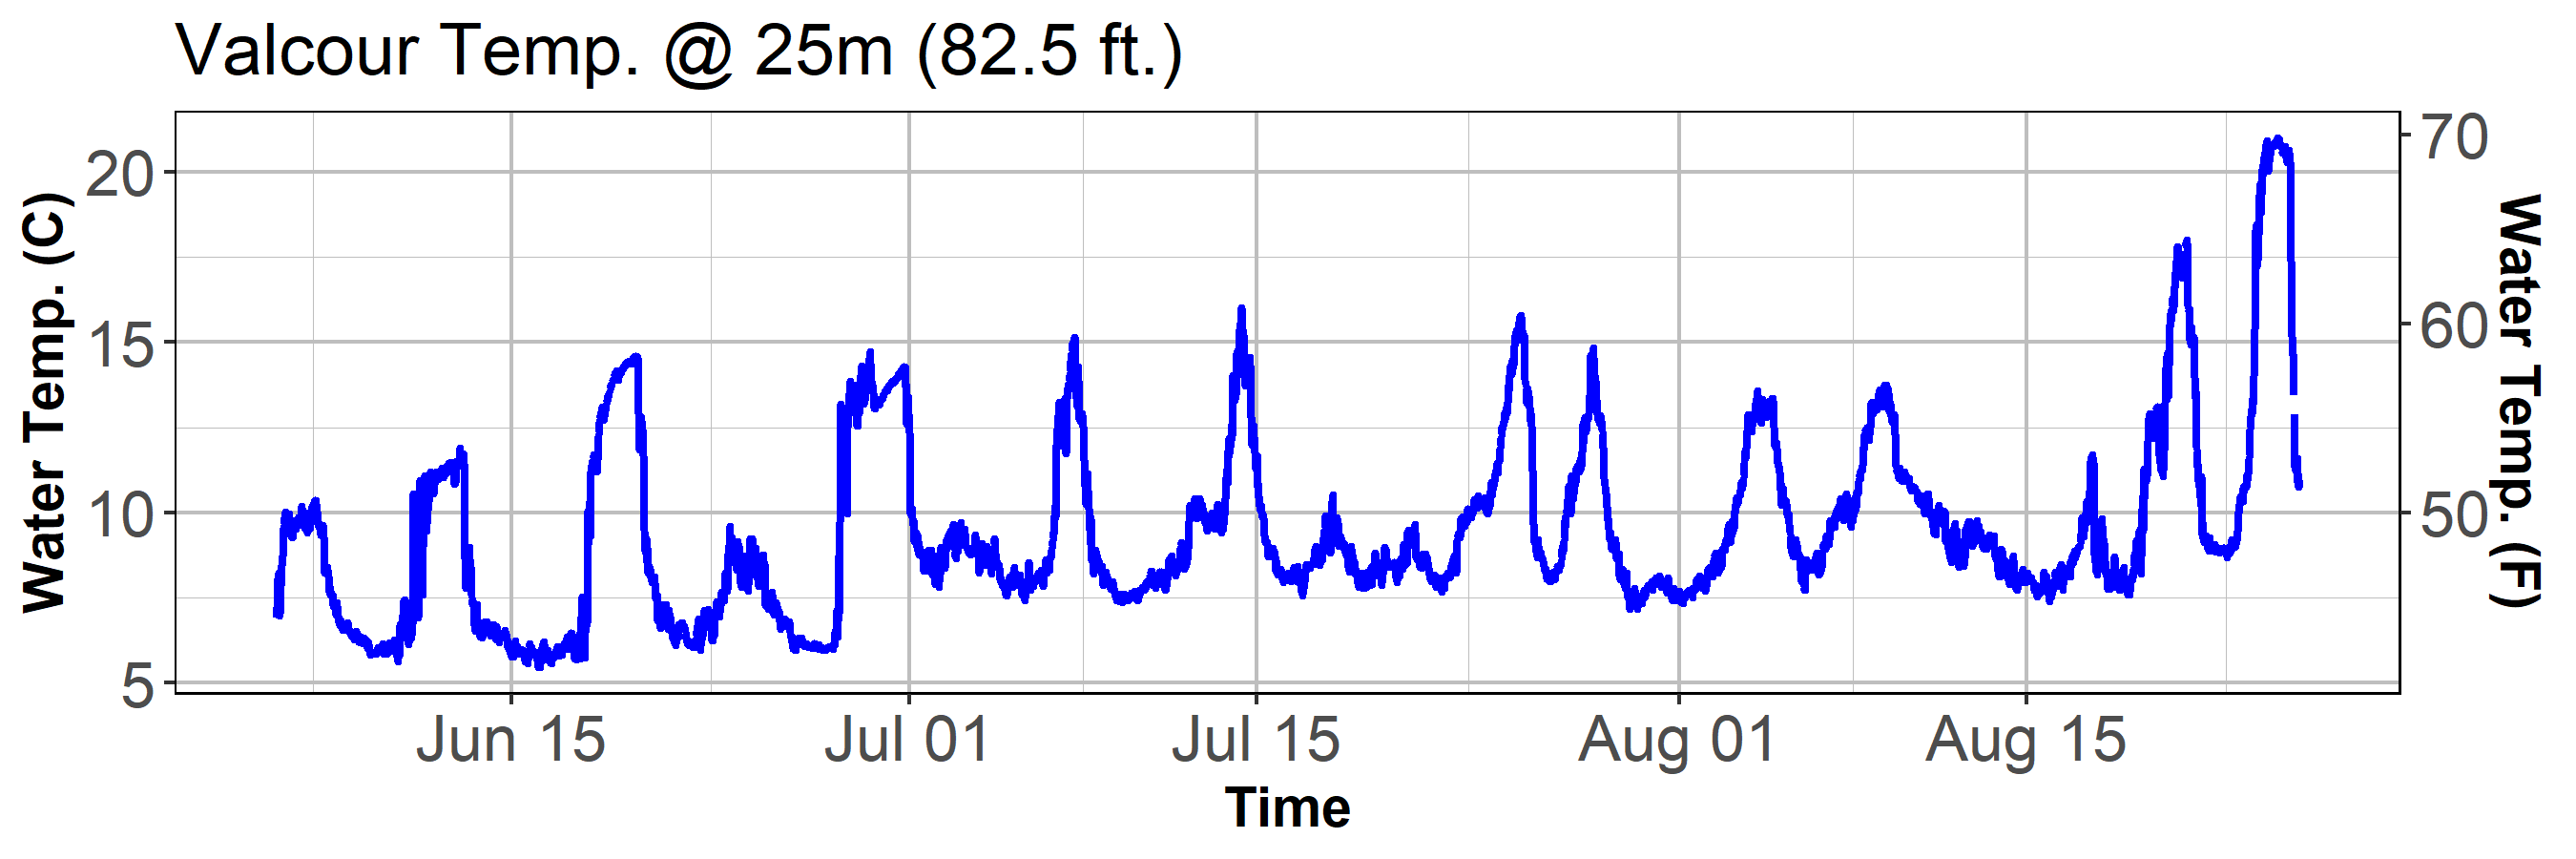 Valcour Temp. @ 25m (82.5 ft.)
Water Temp. (C)
20
15
10
5
70
60
50
Water Temp. (F)
Jun 15
Jul 01
Jul 15
Aug 01
Aug 15
Time